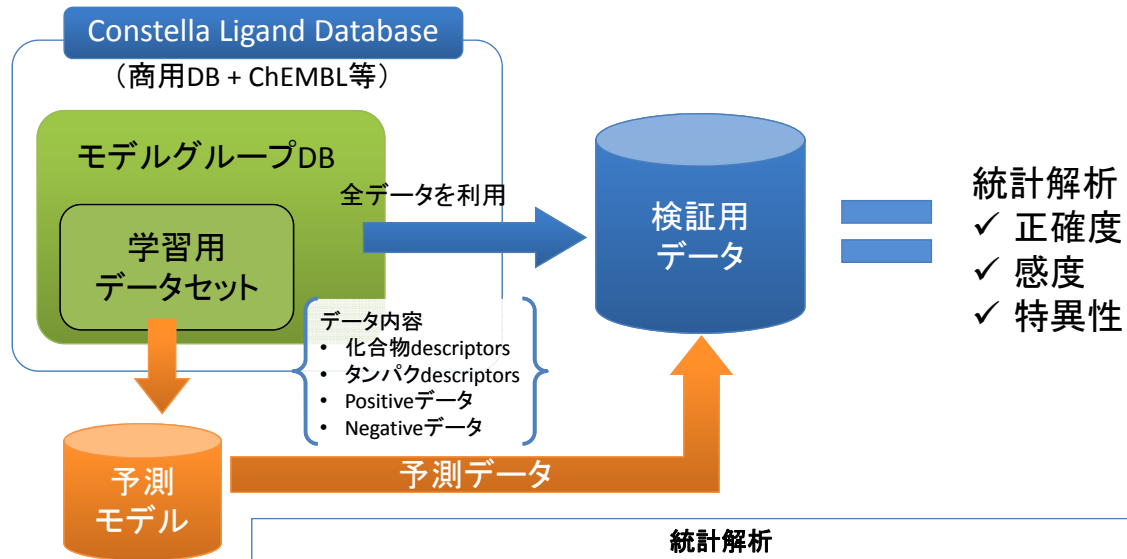 Constella Ligand Database
（商用DB + ChEMBL等）
モデルグループDB
学習用
データセット
全データを利用
検証用
データ
統計解析
✓ 正確度
✓ 感度
✓ 特異性
データ内容
• 化合物descriptors
• タンパクdescriptors
• Positiveデータ
• Negativeデータ
予測
モデル
予測データ
統計解析